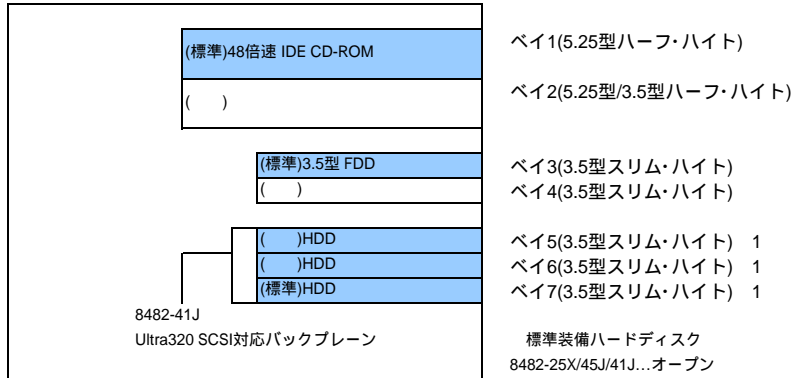 (標準)48倍速 IDE CD-ROM
ベイ1(5.25型ハーフ・ハイト)
(　　)
ベイ2(5.25型/3.5型ハーフ・ハイト)
(標準)3.5型 FDD
ベイ3(3.5型スリム・ハイト)
(　　)
ベイ4(3.5型スリム・ハイト)
(　　)HDD
ベイ5(3.5型スリム・ハイト)　1
(　　)HDD
ベイ6(3.5型スリム・ハイト)　1
(標準)HDD
ベイ7(3.5型スリム・ハイト)　1
8482-41J
Ultra320 SCSI対応バックプレーン
標準装備ハードディスク
8482-25X/45J/41J…オープン